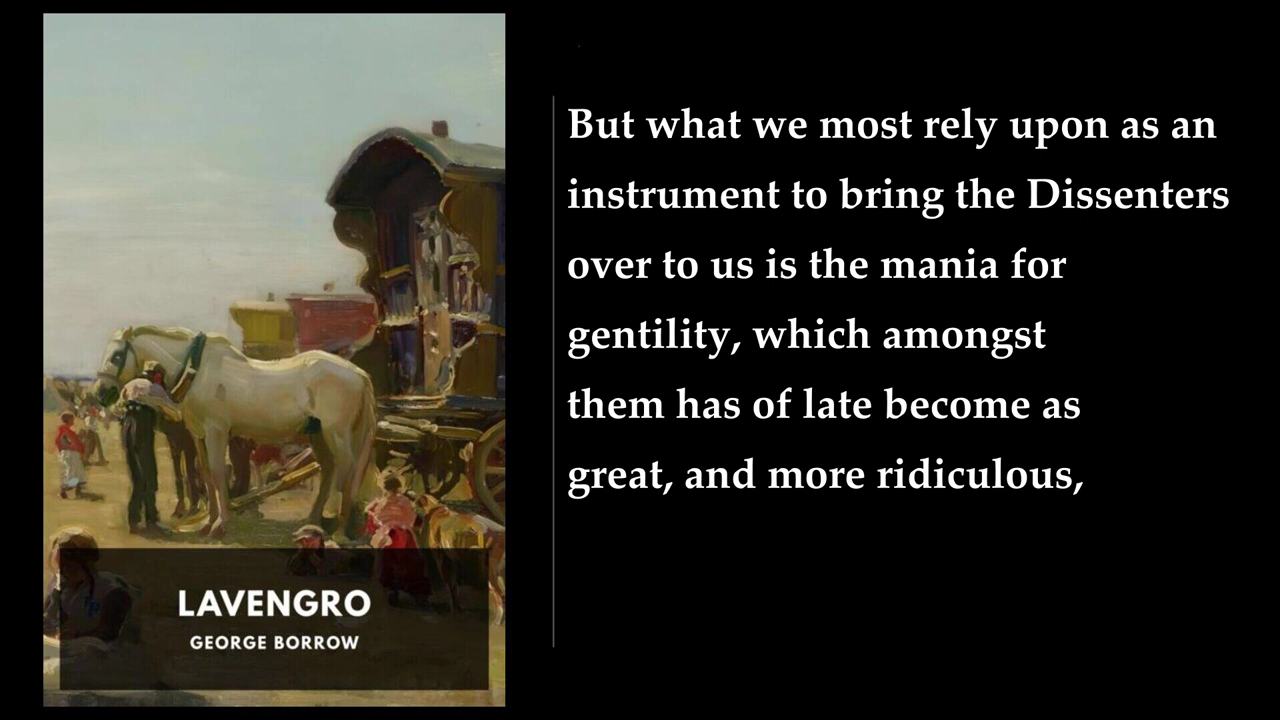 LAVENGRO
GEORGE BORROW
But what we most rely upon as an
instrument to bring the Dissenters
over to us is the mania for
gentility, which amongst
them has of late become as
great, and more ridiculous,